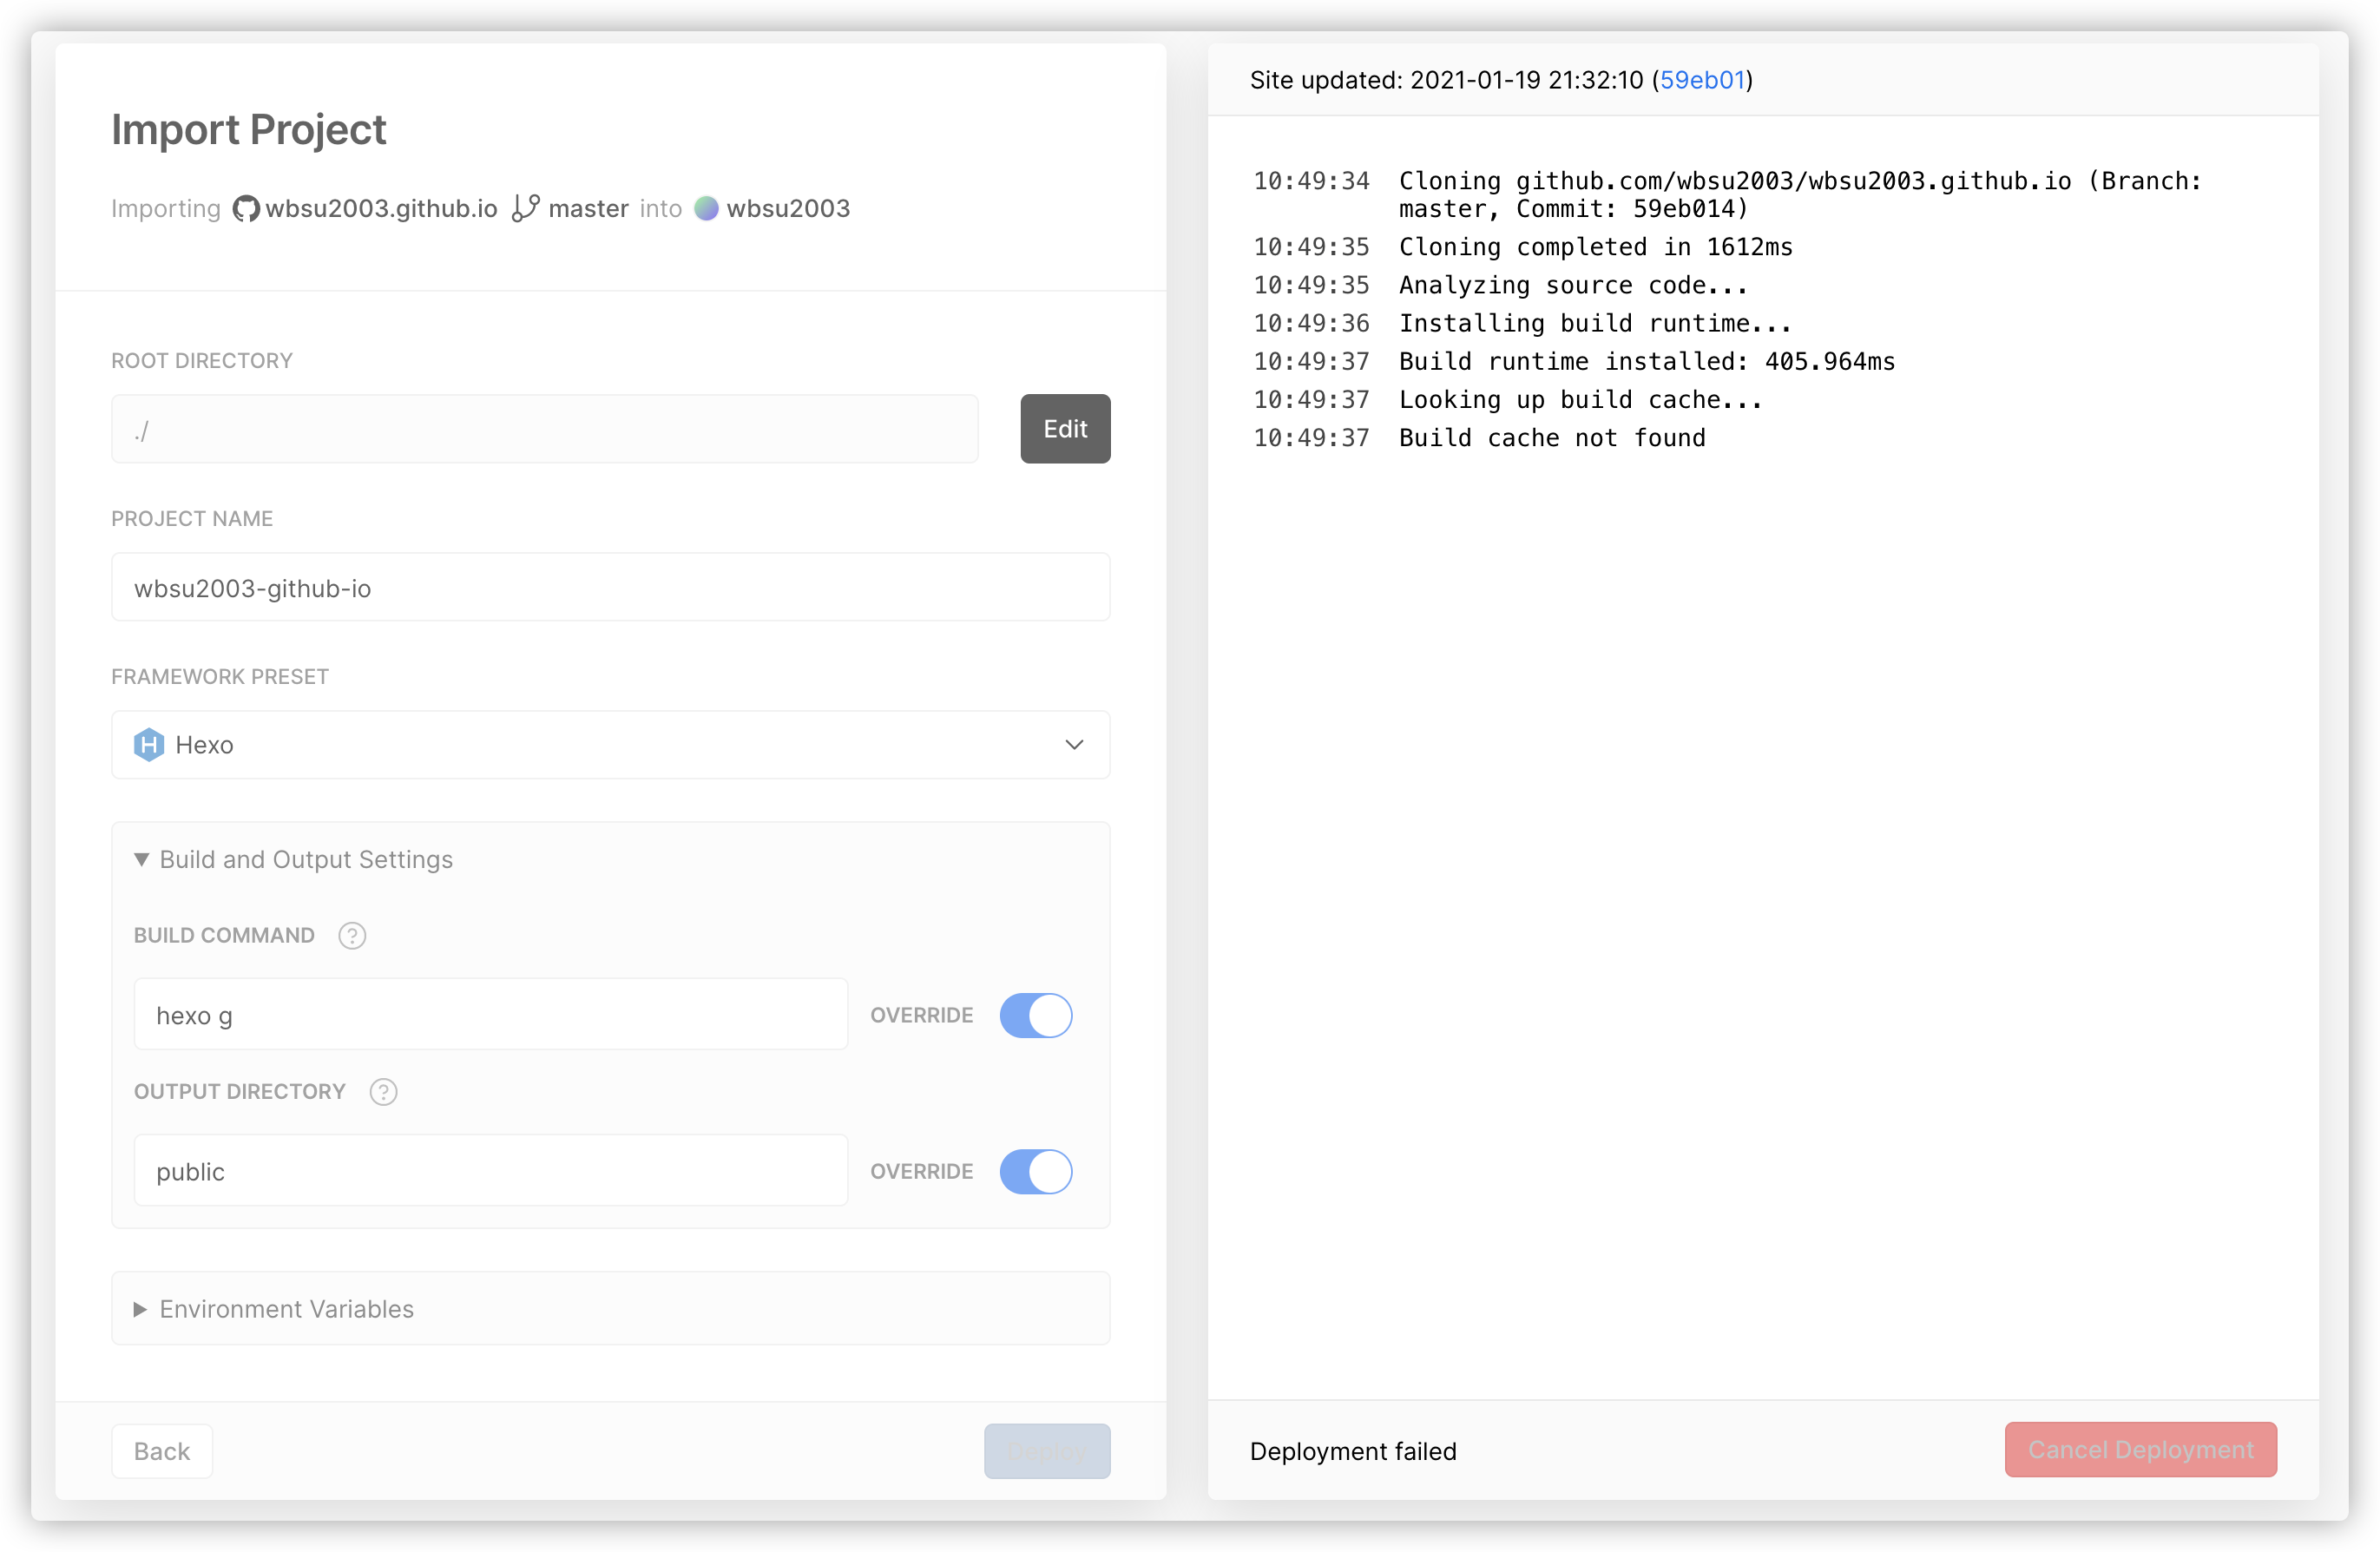 Import Project
Importing wbsu2003.github.io master into wbsu2003
ROOT DIRECTORY
./
Edit
PROJECT NAME
wbsu2003-github-io
FRAMEWORK PRESET
Hexo
Build and Output Settings
BUILD COMMAND ?
hexo g
OVERRIDE
OUTPUT DIRECTORY ?
public
OVERRIDE
Environment Variables
Back
Deploy
Site updated: 2021-01-19 21:32:10 (59eb01)
10:49:34 Cloning github.com/wbsu2003/wbsu2003.github.io (Branch:
master, Commit: 59eb014)
10:49:35 Cloning completed in 1612ms
10:49:35 Analyzing source code...
10:49:36 Installing build runtime...
10:49:37 Build runtime installed: 405.964ms
10:49:37 Looking up build cache...
10:49:37 Build cache not found
Deployment failed
Cancel Deployment